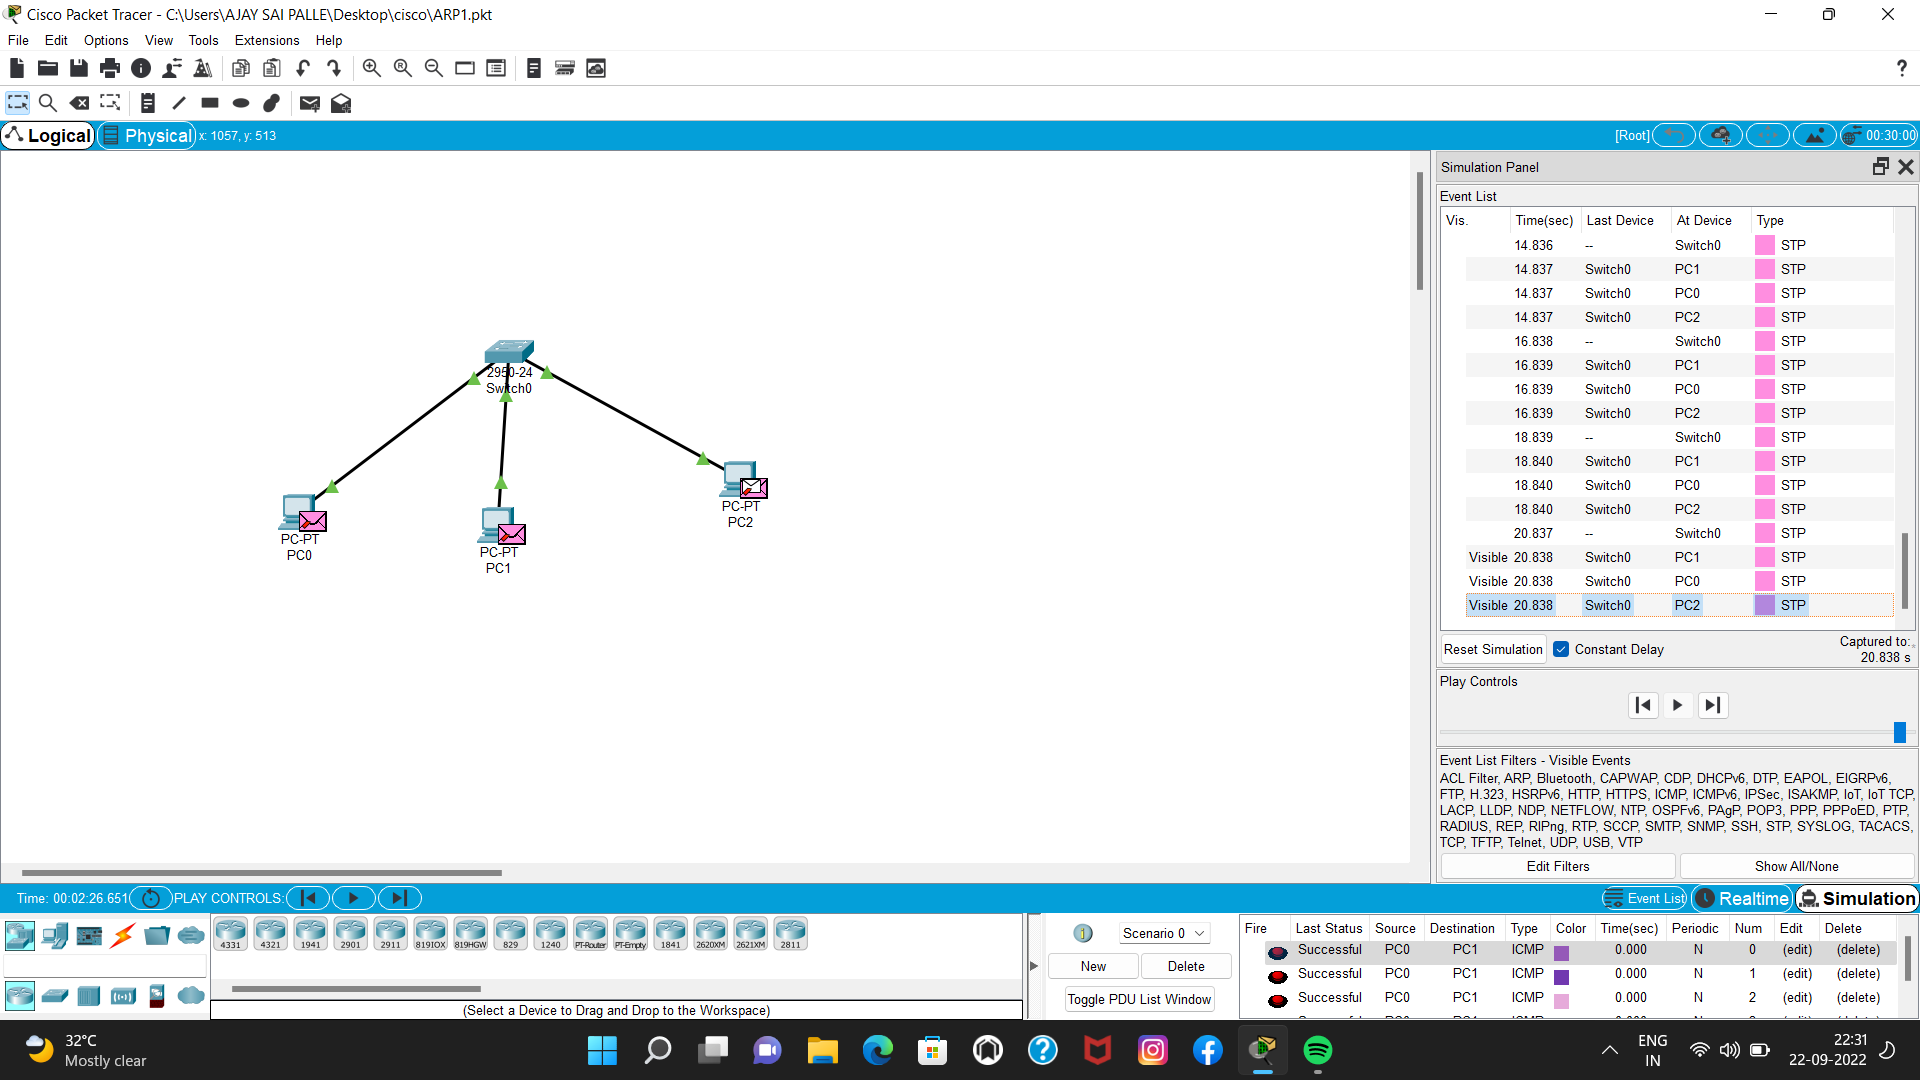 Cisco Packet Tracer - C:\Users\AJAY SAI PALLE\Desktop\cisco\ARP1.pkt
File Edit Options View Tools Extensions Help
?
Logical Physical x: 1057, y: 513 [Root] 00:30:00
Simulation Panel
Event List
Vis. Time(sec) Last Device At Device Type
14.836 -- Switch0 STP
14.837 Switch0 PC1 STP
14.837 Switch0 PC0 STP
14.837 Switch0 PC2 STP
16.838 -- Switch0 STP
16.839 Switch0 PC1 STP
16.839 Switch0 PC0 STP
16.839 Switch0 PC2 STP
18.839 -- Switch0 STP
18.840 Switch0 PC1 STP
18.840 Switch0 PC0 STP
18.840 Switch0 PC2 STP
20.837 -- Switch0 STP
Visible 20.838 Switch0 PC1 STP
Visible 20.838 Switch0 PC0 STP
Visible 20.838 Switch0 PC2 STP
2950-24
Switch0
PC-PT
PC0
PC-PT
PC1
PC-PT
PC2
Reset Simulation Constant Delay Captured to:
20.838 s
Play Controls
Event List Filters - Visible Events
ACL Filter, ARP, Bluetooth, CAPWAP, CDP, DHCPv6, DTP, EAPOL, EIGRPv6,
FTP, H.323, HSRPv6, HTTP, HTTPS, ICMP, ICMPv6, IPSec, ISAKMP, IoT, IoT TCP,
LACP, LLDP, NDP, NETFLOW, NTP, OSPFv6, PAgP, POP3, PPP, PPPoED, PTP,
RADIUS, REP, RIPng, RTP, SCCP, SMTP, SNMP, SSH, STP, SYSLOG, TACACS,
TCP, TFTP, Telnet, UDP, USB, VTP
Edit Filters Show All/None
Time: 00:02:26.651 PLAY CONTROLS: Event List Realtime Simulation
4331 4321 1941 2901 2911 819IOX 819HGW 829 1240 PT-Router PT-Empty 1841 2620XM 2621XM 2811
(Select a Device to Drag and Drop to the Workspace)
1 Scenario 0
New Delete
Toggle PDU List Window
Fire Last Status Source Destination Type Color Time(sec) Periodic Num Edit Delete
Successful PC0 PC1 ICMP 0.000 N 0 (edit) (delete)
Successful PC0 PC1 ICMP 0.000 N 1 (edit) (delete)
Successful PC0 PC1 ICMP 0.000 N 2 (edit) (delete)
32°C
Mostly clear
ENG
IN
22:31
22-09-2022